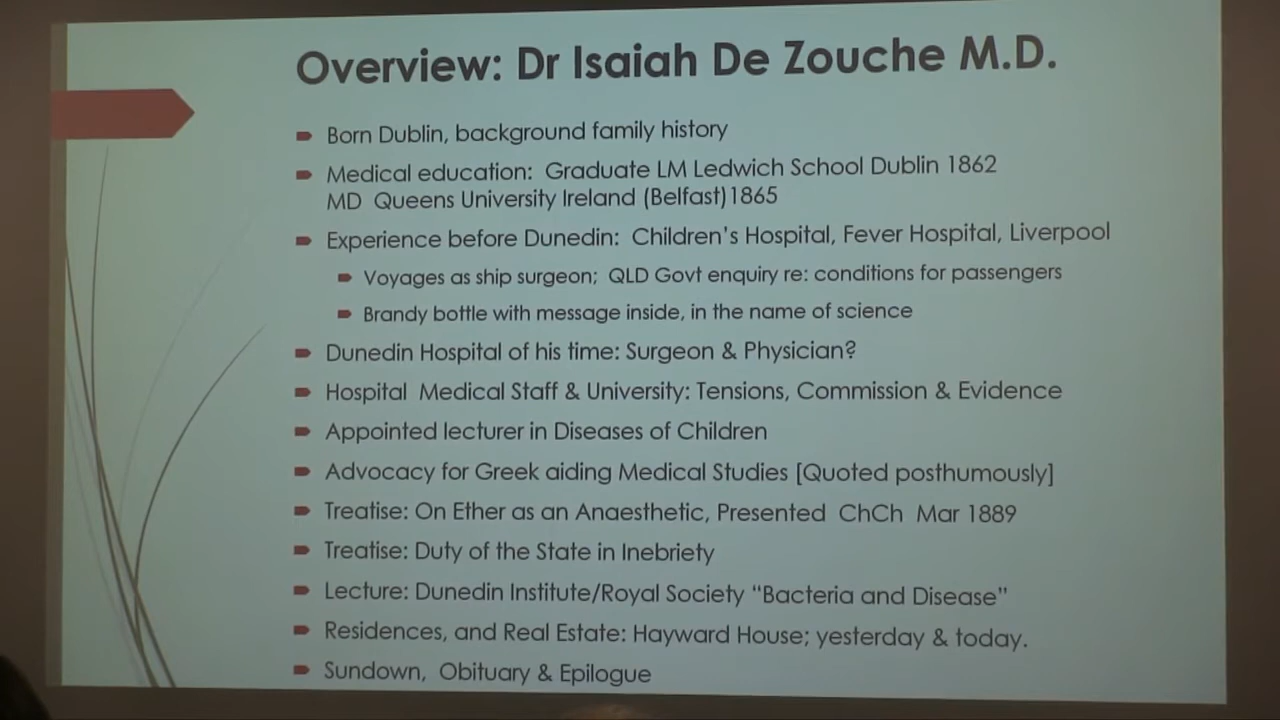 Overview: Dr Isaiah De Zouche M.D.
Born Dublin, background family history
Medical education: Graduate LM Ledwich School Dublin 1862
MD Queens University Ireland (Belfast)1865
Experience before Dunedin: Children's Hospital, Fever Hospital, Liverpool
Voyages as ship surgeon; QLD Govt enquiry re: conditions for passengers
Brandy bottle with message inside, in the name of science
Dunedin Hospital of his time: Surgeon & Physician?
Hospital Medical Staff & University: Tensions, Commission & Evidence
Appointed lecturer in Diseases of Children
Advocacy for Greek aiding Medical Studies [Quoted posthumously]
Treatise: On Ether as an Anaesthetic, Presented ChCh Mar 1889
Treatise: Duty of the State in Inebriety
Lecture: Dunedin Institute/Royal Society “Bacteria and Disease”
Residences, and Real Estate: Hayward House; yesterday & today.
Sundown, Obituary & Epilogue